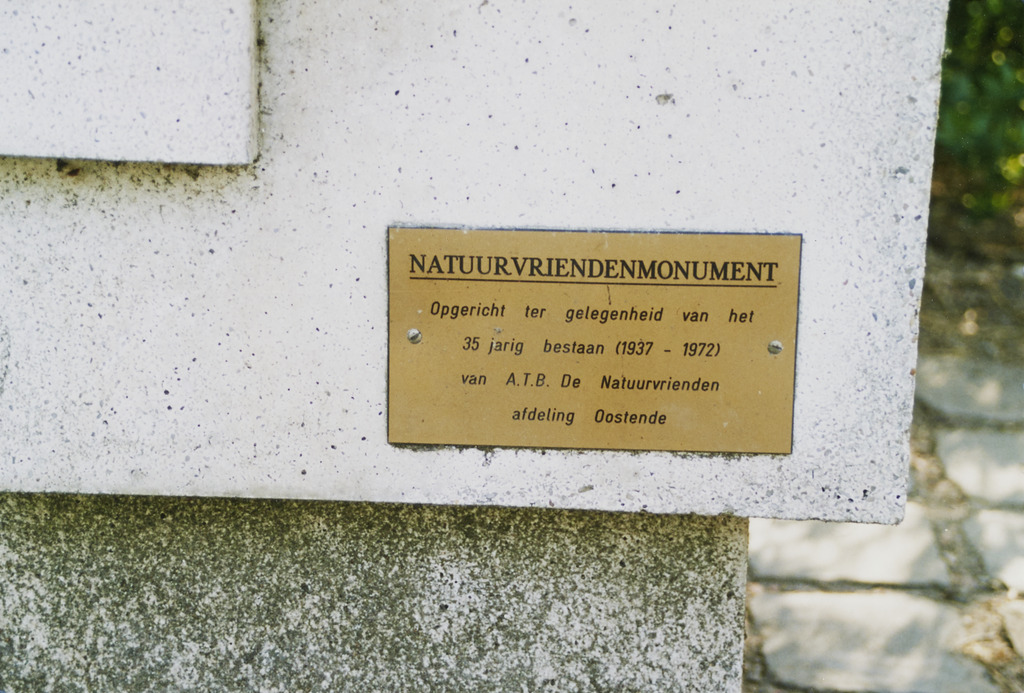 NATUURVRIENDENMONUMENT
Opgericht ter gelegenheid van het
35 jarig bestaan (1937 - 1972)
van A.T.B. De Natuurvrienden
afdeling Oostende